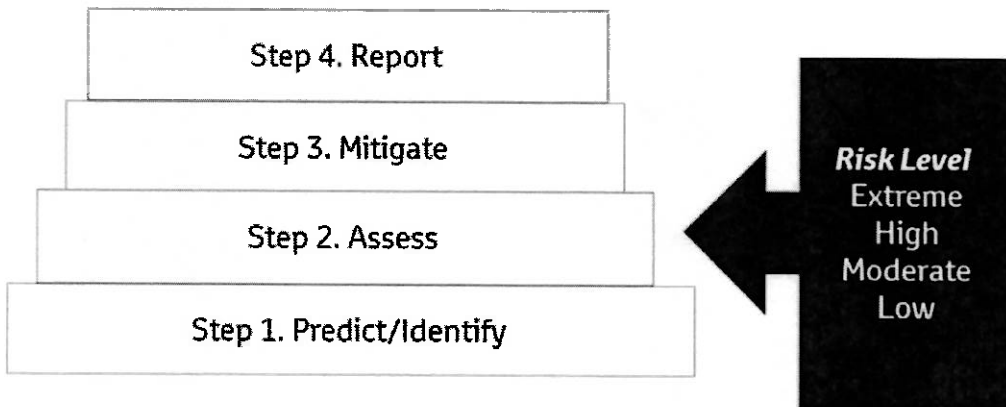 Step 4. Report
Step 3. Mitigate
Step 2. Assess
Step 1. Predict/Identify
Risk Level
Extreme
High
Moderate
Low